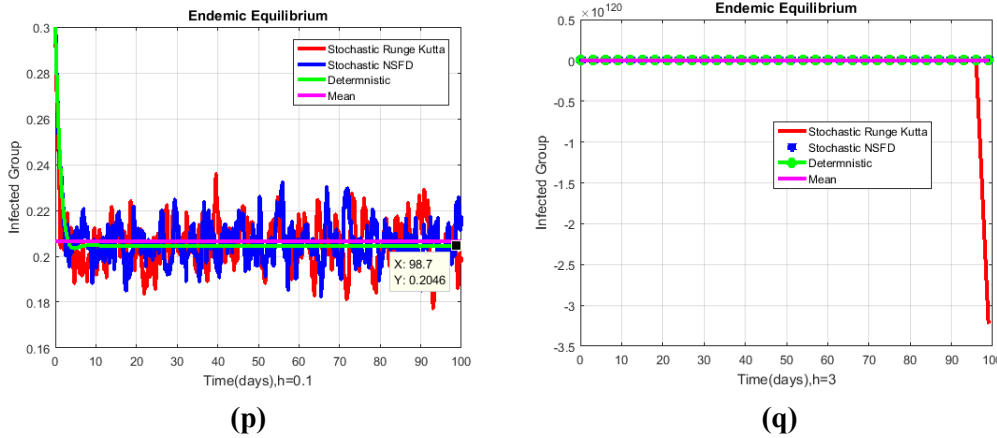 Endemic Equilibrium
0.3
0.28
0.26
0.24
0.22
0.2
0.18
0.16
Infected Group
Stochastic Runge Kutta
Stochastic NSFD
Determnistic
Mean
X: 98.7
Y: 0.2046
0 10 20 30 40 50 60 70 80 90 100
Time(days),h=0.1
(p)
×10^120
Endemic Equilibrium
0.5
0
-0.5
-1
-1.5
-2
-2.5
-3
-3.5
Infected Group
Stochastic Runge Kutta
Stochastic NSFD
Determnistic
Mean
0 10 20 30 40 50 60 70 80 90 100
Time(days),h=3
(q)